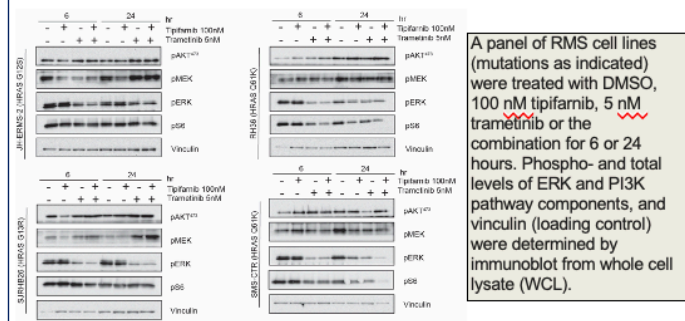 6 24 hr
- + - + - + - + Tipifarnib 100nM
- - + + - - + + Trametinib 5nM
JH-ERMS-2 (HRAS G12S)
pAKT⁴⁷³
pMEK
pERK
pS6
Vinculin
6 24 hr
- + - + - + - + Tipifarnib 100nM
- - + + - - + + Trametinib 5nM
RH36 (HRAS Q61K)
pAKT⁴⁷³
pMEK
pERK
pS6
Vinculin
6 24 hr
- + - + - + - + Tipifarnib 100nM
- - + + - - + + Trametinib 5nM
SJRHB26 (HRAS G13R)
pAKT⁴⁷³
pMEK
pERK
pS6
Vinculin
6 24 hr
- + - + - + - + Tipifarnib 100nM
- - + + - - + + Trametinib 5nM
SMS-CTR (HRAS Q61K)
pAKT⁴⁷³
pMEK
pERK
pS6
Vinculin
A panel of RMS cell lines
(mutations as indicated)
were treated with DMSO,
100 nM tipifarnib, 5 nM
trametinib or the
combination for 6 or 24
hours. Phospho- and total
levels of ERK and PI3K
pathway components, and
vinculin (loading control)
were determined by
immunoblot from whole cell
lysate (WCL).